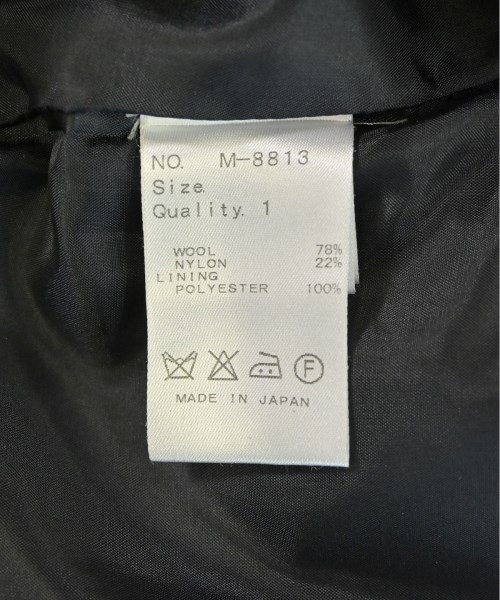 NO. M-8813
Size.
Quality. 1
WOOL 78%
NYLON 22%
LINING
POLYESTER 100%
F
MADE IN JAPAN